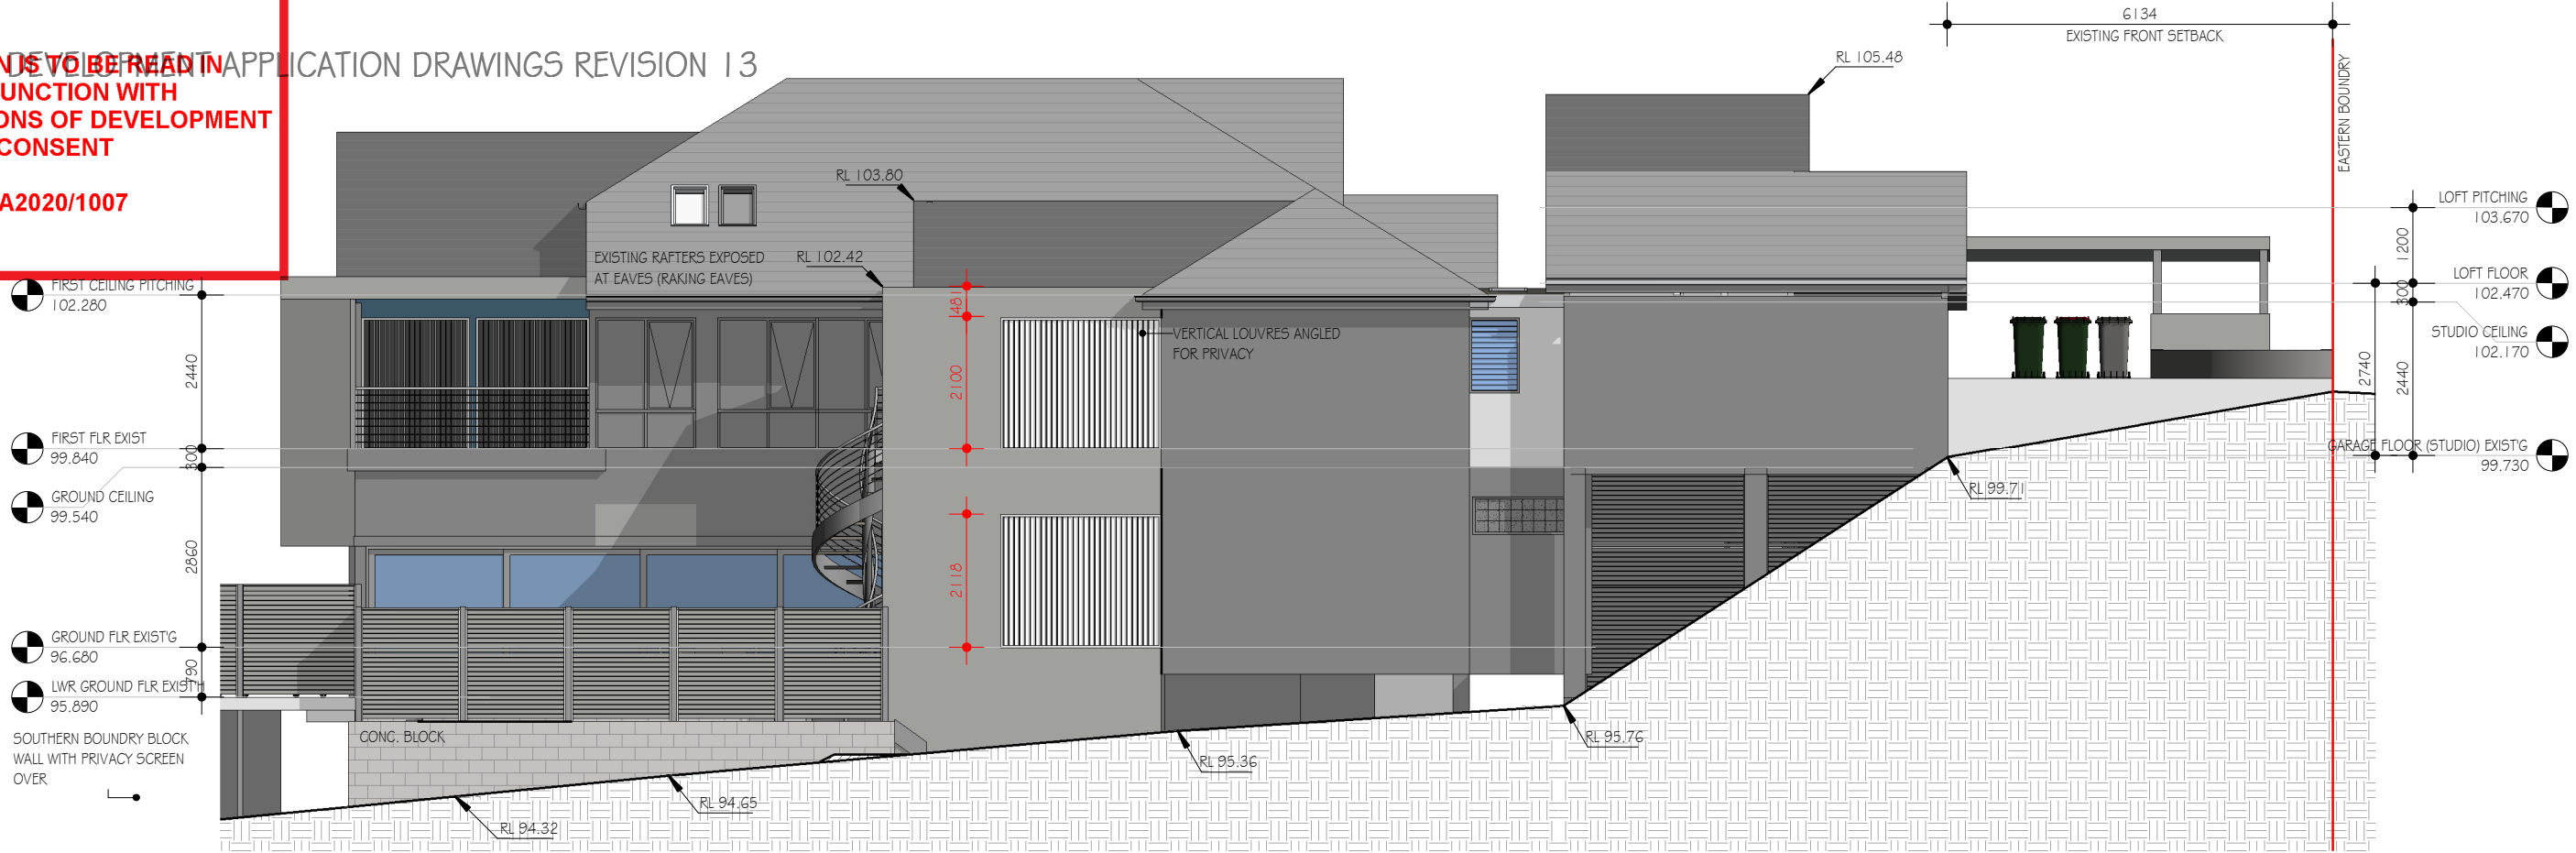 DEVELOPMENT APPLICATION DRAWINGS REVISION 13
N IS TO BE READ IN
UNCTION WITH
ONS OF DEVELOPMENT
CONSENT
A2020/1007
6134
EXISTING FRONT SETBACK
EASTERN BOUNDRY
RL 105.48
RL 103.80
RL 102.42
EXISTING RAFTERS EXPOSED
AT EAVES (RAKING EAVES)
VERTICAL LOUVRES ANGLED
FOR PRIVACY
481
2100
2118
FIRST CEILING PITCHING
102.280
2440
FIRST FLR EXIST
99.840
300
GROUND CEILING
99.540
2860
GROUND FLR EXIST'G
96.680
790
LWR GROUND FLR EXIST'H
95.890
SOUTHERN BOUNDRY BLOCK
WALL WITH PRIVACY SCREEN
OVER
CONC. BLOCK
RL 94.32
RL 94.65
RL 95.36
RL 95.76
RL 99.71
LOFT PITCHING
103.670
1200
LOFT FLOOR
102.470
300
STUDIO CEILING
102.170
2740
2440
GARAGE FLOOR (STUDIO) EXIST'G
99.730